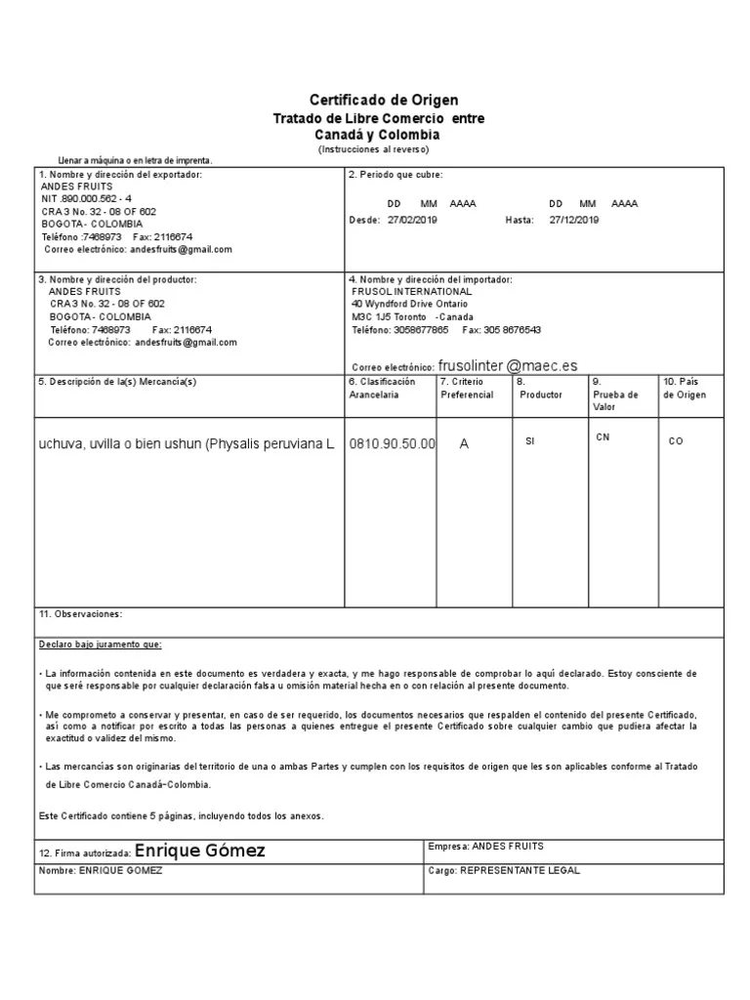 Certificado de Origen
Tratado de Libre Comercio entre
Canadá y Colombia
(Instrucciones al reverso)
Llenar a máquina o en letra de imprenta.
1. Nombre y dirección del exportador:
ANDES FRUITS
NIT .890.000.562 - 4
CRA 3 No. 32 - 08 OF 602
BOGOTA - COLOMBIA
Teléfono :7468973 Fax: 2116674
Correo electrónico: andesfruits@gmail.com
2. Periodo que cubre:
DD MM AAAA DD MM AAAA
Desde: 27/02/2019 Hasta: 27/12/2019
3. Nombre y dirección del productor:
ANDES FRUITS
CRA 3 No. 32 - 08 OF 602
BOGOTA - COLOMBIA
Teléfono: 7468973 Fax: 2116674
Correo electrónico: andesfruits@gmail.com
4. Nombre y dirección del importador:
FRUSOL INTERNATIONAL
40 Wyndford Drive Ontario
M3C 1J5 Toronto -Canada
Teléfono: 3058677865 Fax: 305 8676543
Correo electrónico: frusolinter @maec.es
5. Descripción de la(s) Mercancía(s)
6. Clasificación
Arancelaria
7. Criterio
Preferencial
8.
Productor
9.
Prueba de
Valor
10. País
de Origen
uchuva, uvilla o bien ushun (Physalis peruviana L
0810.90.50.00
A
SI
CN
CO
11. Observaciones:
Declaro bajo juramento que:
• La información contenida en este documento es verdadera y exacta, y me hago responsable de comprobar lo aquí declarado. Estoy consciente de
que seré responsable por cualquier declaración falsa u omisión material hecha en o con relación al presente documento.
• Me comprometo a conservar y presentar, en caso de ser requerido, los documentos necesarios que respalden el contenido del presente Certificado,
así como a notificar por escrito a todas las personas a quienes entregue el presente Certificado sobre cualquier cambio que pudiera afectar la
exactitud o validez del mismo.
• Las mercancías son originarias del territorio de una o ambas Partes y cumplen con los requisitos de origen que les son aplicables conforme al Tratado
de Libre Comercio Canadá-Colombia.
Este Certificado contiene 5 páginas, incluyendo todos los anexos.
12. Firma autorizada: Enrique Gómez
Empresa: ANDES FRUITS
Nombre: ENRIQUE GOMEZ
Cargo: REPRESENTANTE LEGAL